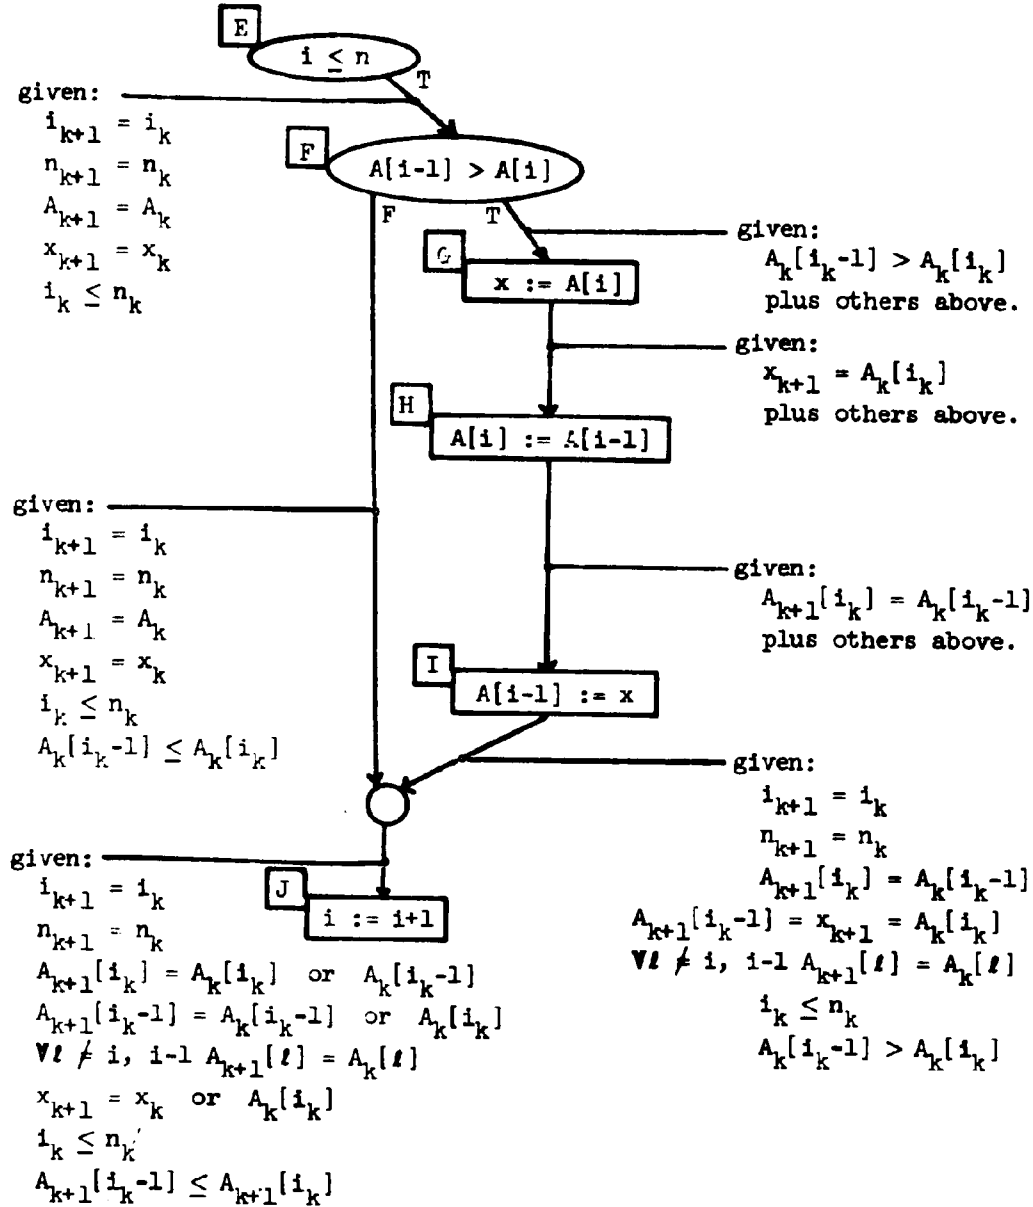 E
i ≤ n
T
given:
i_{k+1} = i_k
n_{k+1} = n_k
A_{k+1} = A_k
x_{k+1} = x_k
i_k ≤ n_k
F
A[i-1] > A[i]
F
T
given:
A_k[i_k-1] > A_k[i_k]
plus others above.
G
x := A[i]
given:
x_{k+1} = A_k[i_k]
plus others above.
H
A[i] := A[i-1]
given:
i_{k+1} = i_k
n_{k+1} = n_k
A_{k+1} = A_k
x_{k+1} = x_k
i_k ≤ n_k
A_k[i_k-1] ≤ A_k[i_k]
given:
A_{k+1}[i_k] = A_k[i_k-1]
plus others above.
I
A[i-1] := x
given:
i_{k+1} = i_k
n_{k+1} = n_k
A_{k+1}[i_k] = A_k[i_k-1]
A_{k+1}[i_k-1] = x_{k+1} = A_k[i_k]
∀ℓ ≠ i, i-1 A_{k+1}[ℓ] = A_k[ℓ]
i_k ≤ n_k
A_k[i_k-1] > A_k[i_k]
J
i := i+1
given:
i_{k+1} = i_k
n_{k+1} = n_k
A_{k+1}[i_k] = A_k[i_k] or A_k[i_k-1]
A_{k+1}[i_k-1] = A_k[i_k-1] or A_k[i_k]
∀ℓ ≠ i, i-1 A_{k+1}[ℓ] = A_k[ℓ]
x_{k+1} = x_k or A_k[i_k]
i_k ≤ n_k
A_{k+1}[i_k-1] ≤ A_{k+1}[i_k]